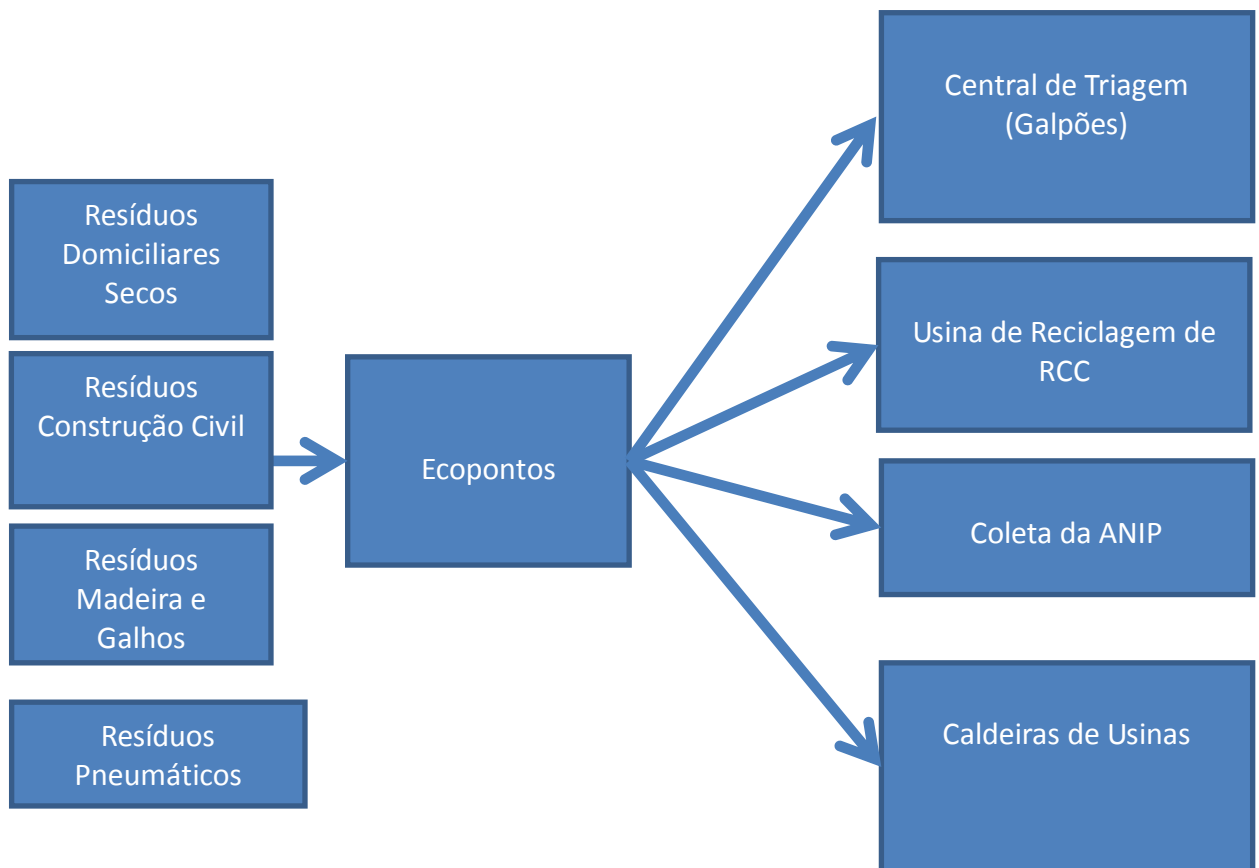 Resíduos
Domiciliares
Secos
Resíduos
Construção Civil
Resíduos
Madeira e
Galhos
Resíduos
Pneumáticos
Ecopontos
Central de Triagem
(Galpões)
Usina de Reciclagem de
RCC
Coleta da ANIP
Caldeiras de Usinas